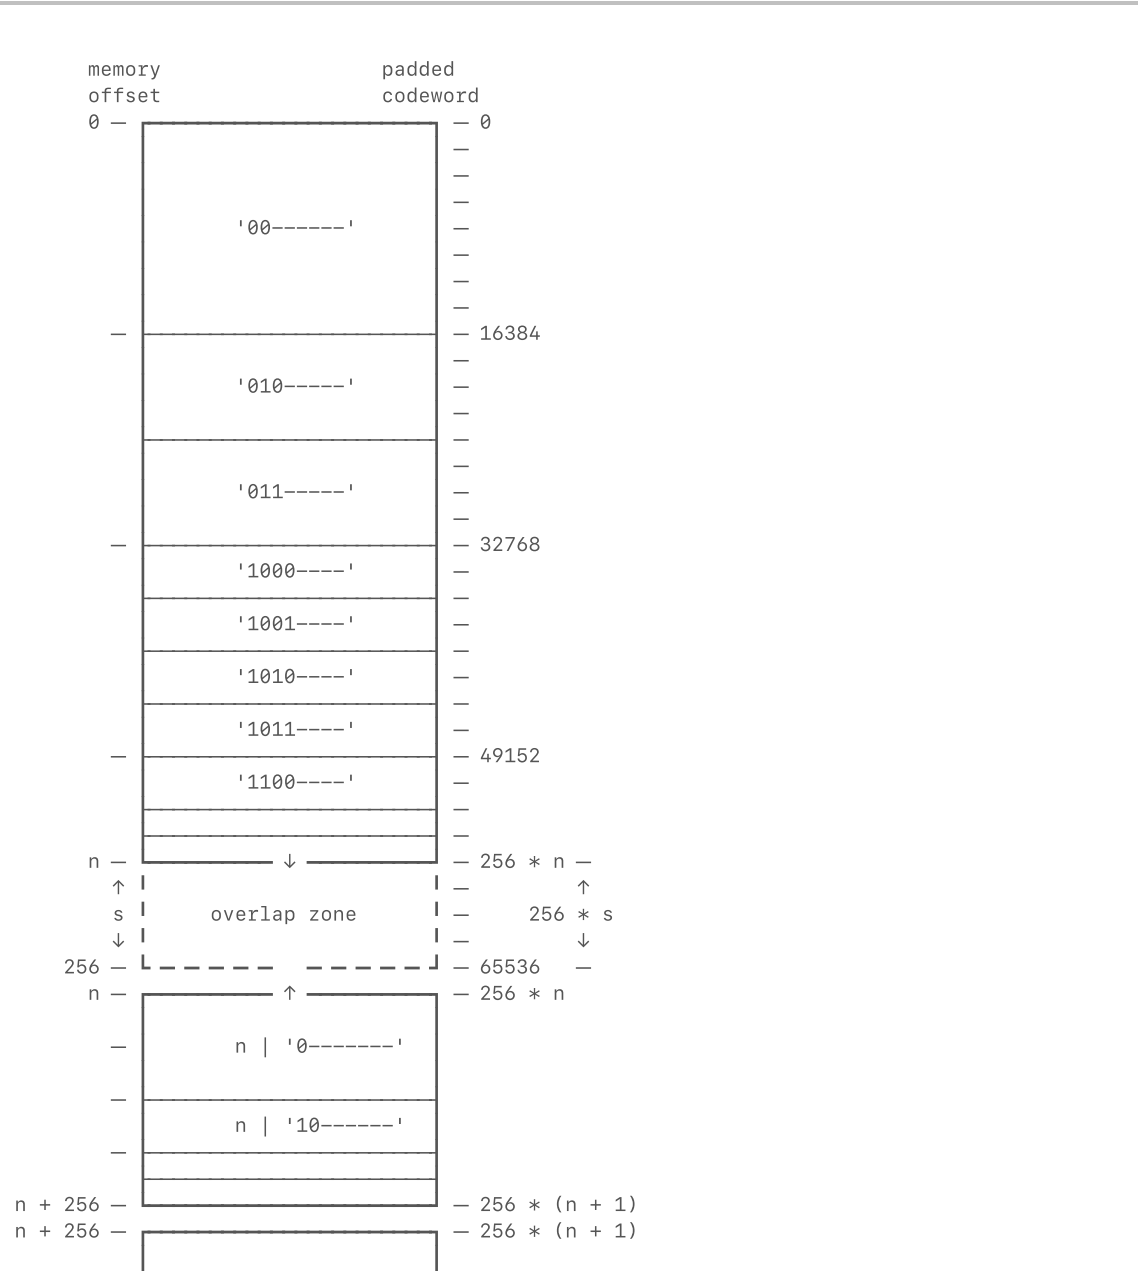 memory padded
offset codeword
0 — — 0
—
—
—
'00------' —
—
—
—
— — 16384
—
'010-----' —
—
—
—
'011-----' —
—
— — 32768
'1000----' —
—
'1001----' —
—
'1010----' —
—
'1011----' —
— — 49152
'1100----' —
—
—
n — ↓ — 256 * n —
↑ — ↑
s overlap zone — 256 * s
↓ — ↓
256 — — 65536 —
n — ↑ — 256 * n
— n | '0-------'
—
n | '10------'
—
n + 256 — — 256 * (n + 1)
n + 256 — — 256 * (n + 1)